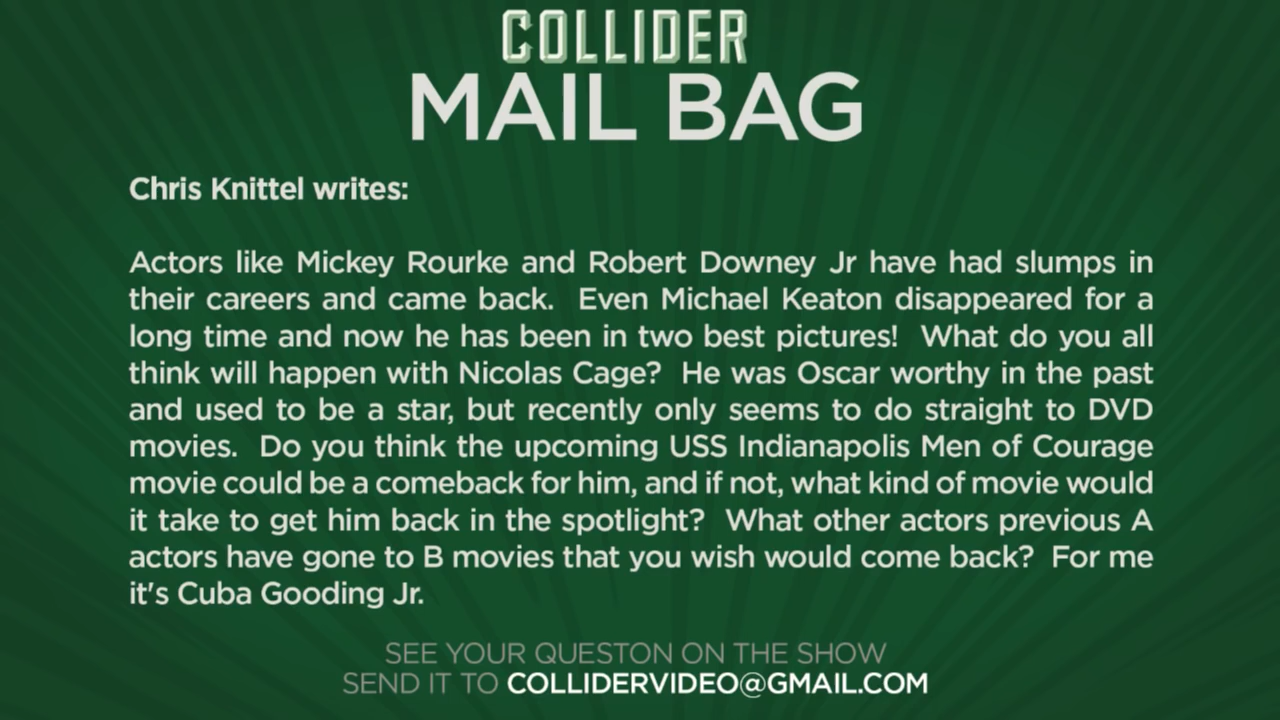 COLLIDER
MAIL BAG
Chris Knittel writes:
Actors like Mickey Rourke and Robert Downey Jr have had slumps in
their careers and came back.  Even Michael Keaton disappeared for a
long time and now he has been in two best pictures!  What do you all
think will happen with Nicolas Cage?  He was Oscar worthy in the past
and used to be a star, but recently only seems to do straight to DVD
movies.  Do you think the upcoming USS Indianapolis Men of Courage
movie could be a comeback for him, and if not, what kind of movie would
it take to get him back in the spotlight?  What other actors previous A
actors have gone to B movies that you wish would come back?  For me
it's Cuba Gooding Jr.
SEE YOUR QUESTON ON THE SHOW
SEND IT TO COLLIDERVIDEO@GMAIL.COM